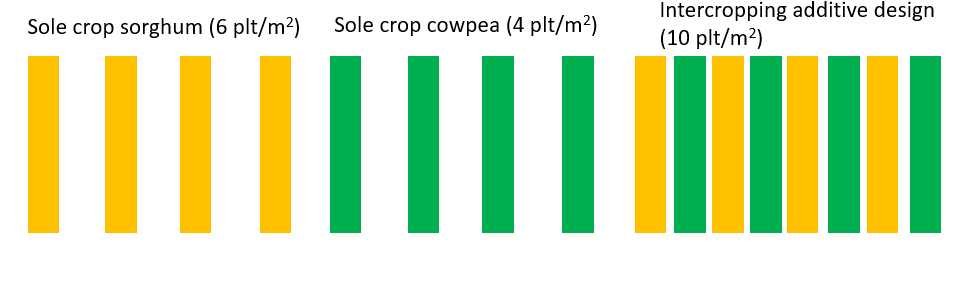 Sole crop sorghum (6 plt/m²)
Sole crop cowpea (4 plt/m²)
Intercropping additive design
(10 plt/m²)